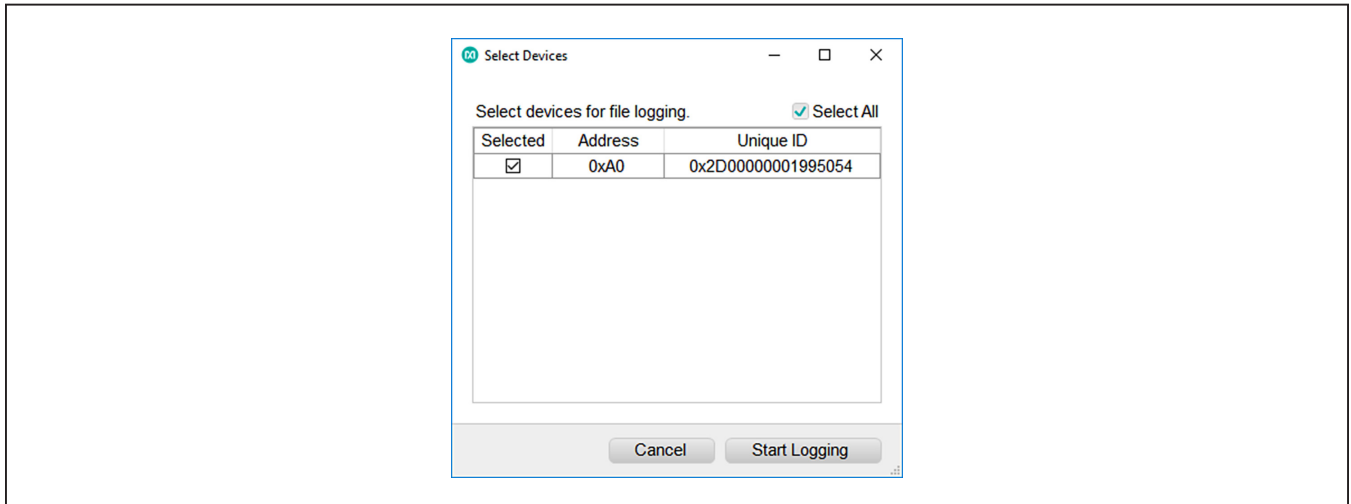 Select Devices
Select devices for file logging. Select All
Selected Address Unique ID
0xA0 0x2D00000001995054
Cancel Start Logging